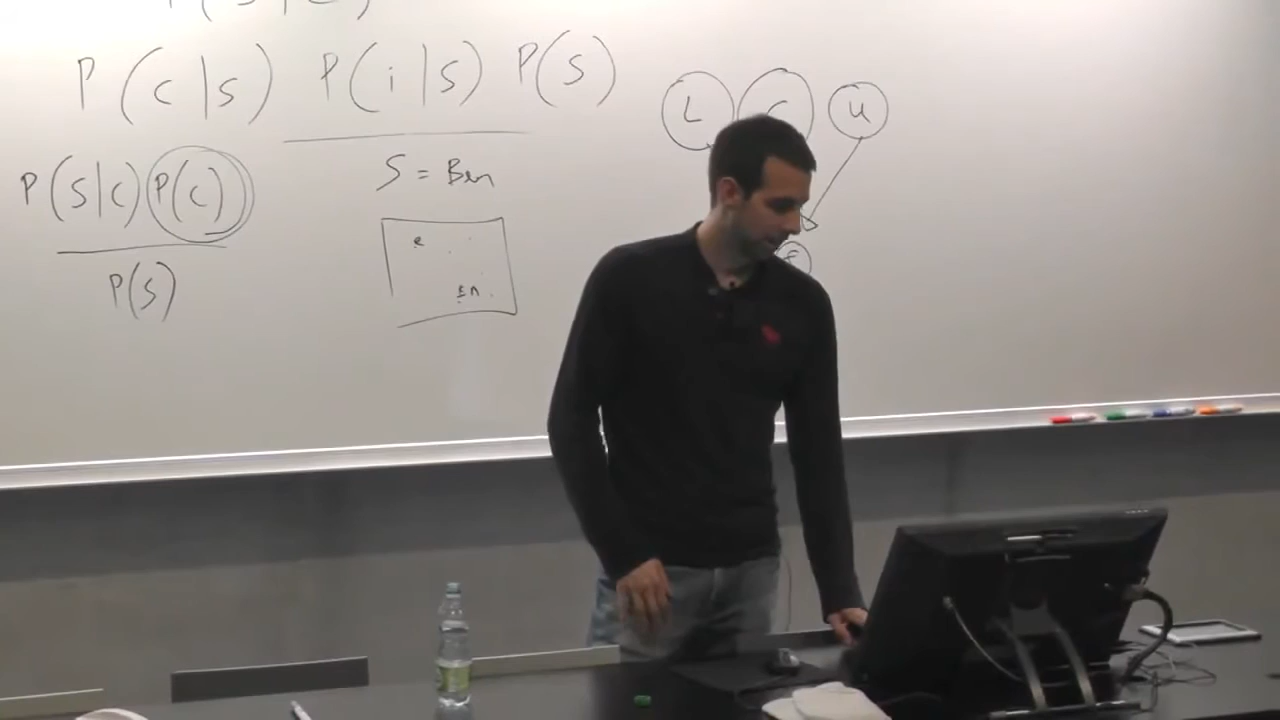 P(S|C)
P(c|s) P(i|s) P(s)
P(S|C) P(C)
P(S)
S = Ben
L C U